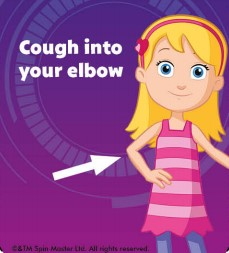 Cough into
your elbow
©&TM Spin Master Ltd. All rights reserved.